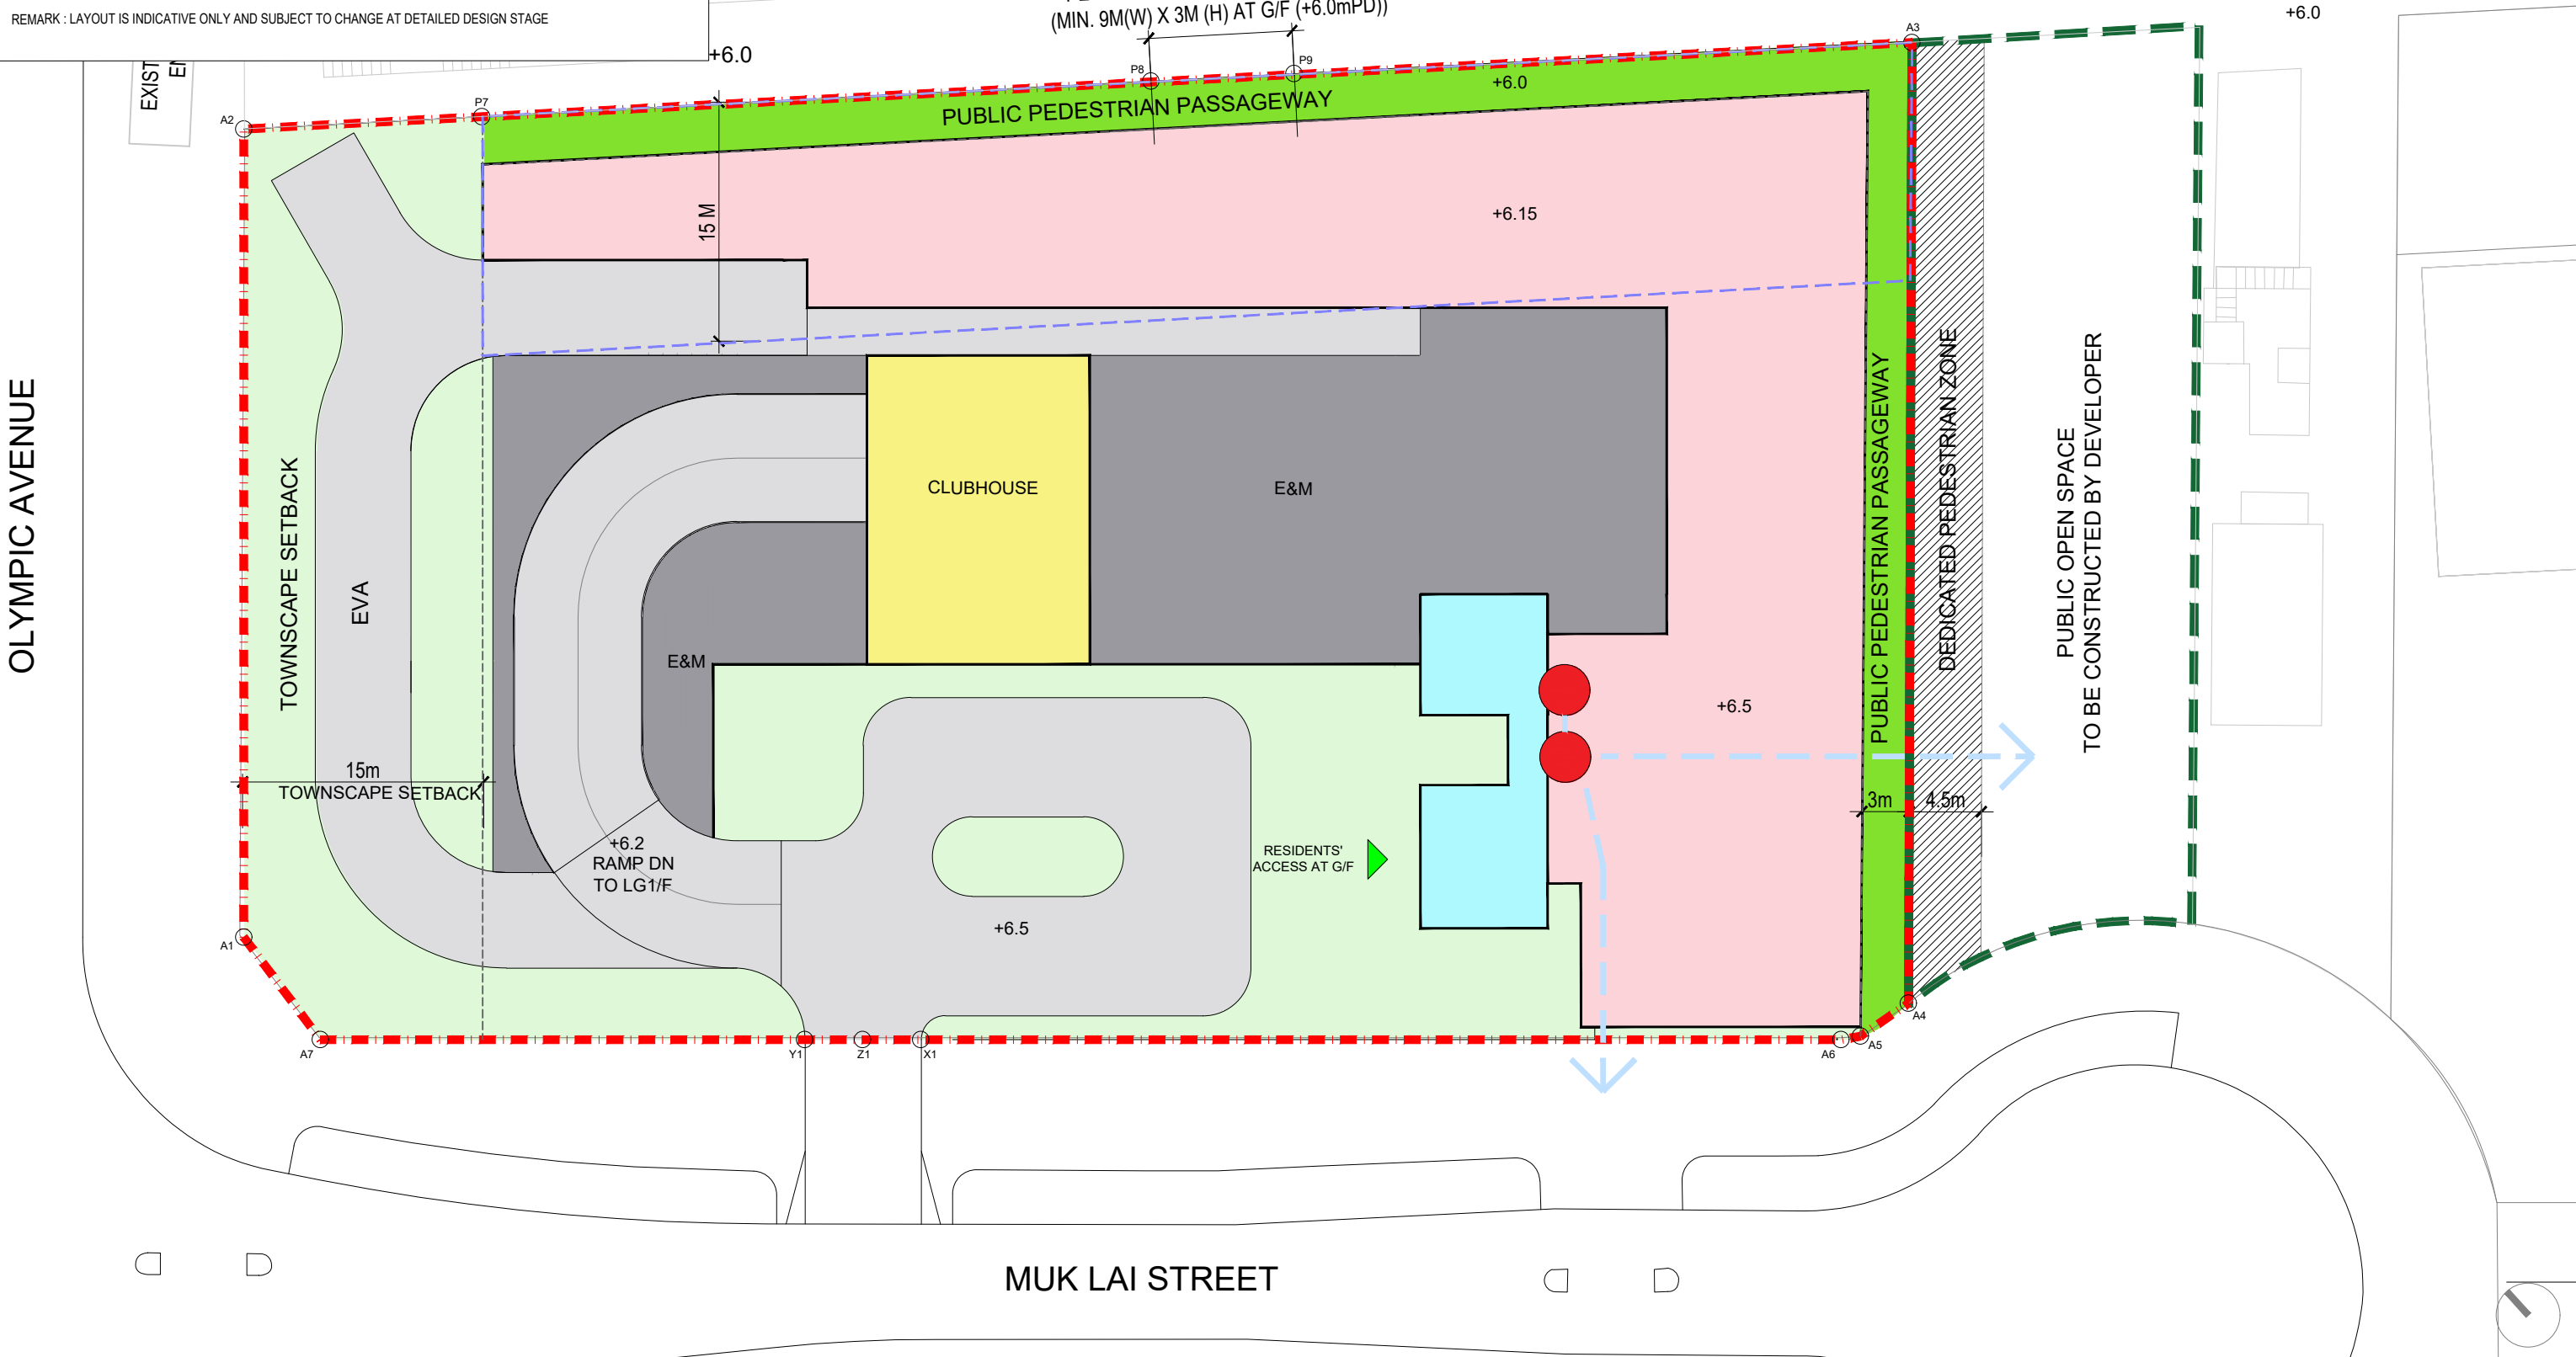 REMARK : LAYOUT IS INDICATIVE ONLY AND SUBJECT TO CHANGE AT DETAILED DESIGN STAGE
(MIN. 9M(W) X 3M (H) AT G/F (+6.0mPD))
+6.0
+6.0
A3
EXIST
P8
P9
+6.0
P7
A2
PUBLIC PEDESTRIAN PASSAGEWAY
15 M
+6.15
OLYMPIC AVENUE
TOWNSCAPE SETBACK
EVA
CLUBHOUSE
E&M
E&M
PUBLIC PEDESTRIAN PASSAGEWAY
DEDICATED PEDESTRIAN ZONE
PUBLIC OPEN SPACE
TO BE CONSTRUCTED BY DEVELOPER
+6.5
15m
TOWNSCAPE SETBACK
3m
4.5m
+6.2
RAMP DN
TO LG1/F
RESIDENTS'
ACCESS AT G/F
+6.5
A1
A7
Y1
Z1
X1
A6
A5
A4
MUK LAI STREET